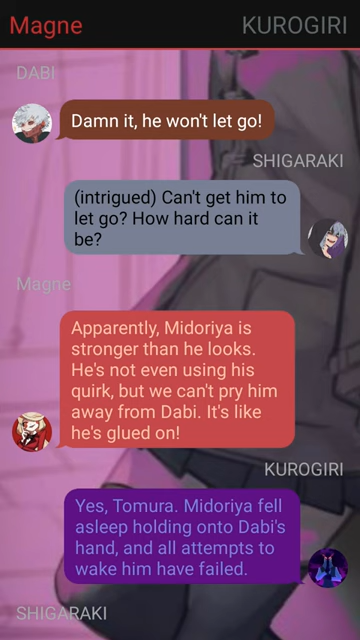 Magne KUROGIRI
DABI
Damn it, he won't let go!
SHIGARAKI
(intrigued) Can't get him to
let go? How hard can it
be?
Magne
Apparently, Midoriya is
stronger than he looks.
He's not even using his
quirk, but we can't pry him
away from Dabi. It's like
he's glued on!
KUROGIRI
Yes, Tomura. Midoriya fell
asleep holding onto Dabi's
hand, and all attempts to
wake him have failed.
SHIGARAKI